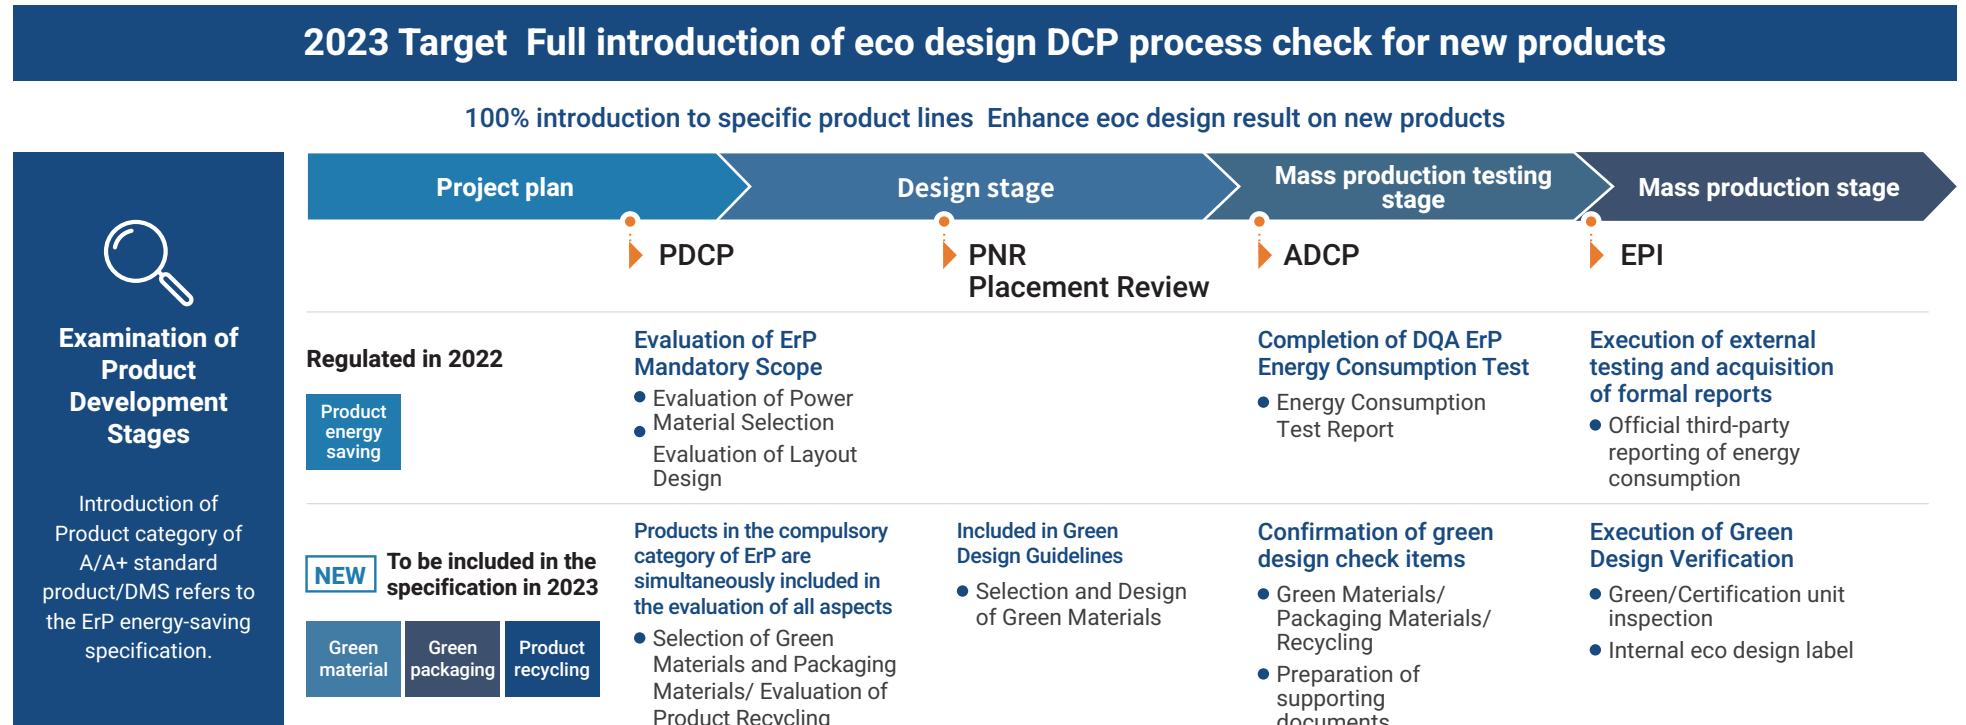 2023 Target  Full introduction of eco design DCP process check for new products
100% introduction to specific product lines  Enhance eoc design result on new products
Examination of
Product
Development
Stages
Introduction of
Product category of
A/A+ standard
product/DMS refers to
the ErP energy-saving
specification.
Project plan
Design stage
Mass production testing
stage
Mass production stage
PDCP
PNR
Placement Review
ADCP
EPI
Regulated in 2022
Product
energy
saving
Evaluation of ErP
Mandatory Scope
Evaluation of Power
Material Selection
Evaluation of Layout
Design
Completion of DQA ErP
Energy Consumption Test
Energy Consumption
Test Report
Execution of external
testing and acquisition
of formal reports
Official third-party
reporting of energy
consumption
NEW
To be included in the
specification in 2023
Green
material
Green
packaging
Product
recycling
Products in the compulsory
category of ErP are
simultaneously included in
the evaluation of all aspects
Selection of Green
Materials and Packaging
Materials/ Evaluation of
Product Recycling
Included in Green
Design Guidelines
Selection and Design
of Green Materials
Confirmation of green
design check items
Green Materials/
Packaging Materials/
Recycling
Preparation of
supporting
documents
Execution of Green
Design Verification
Green/Certification unit
inspection
Internal eco design label